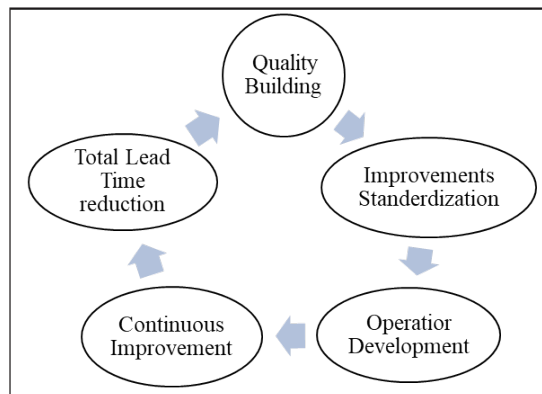 Quality
Building
Improvements
Standerdization
Operatior
Development
Continuous
Improvement
Total Lead
Time
reduction